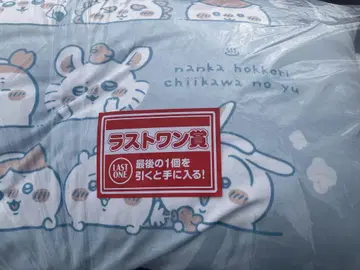 nanka hokkori
chiikawa no yu
ラストワン賞
LAST
ONE
最後の1個を
引くと手に入る!